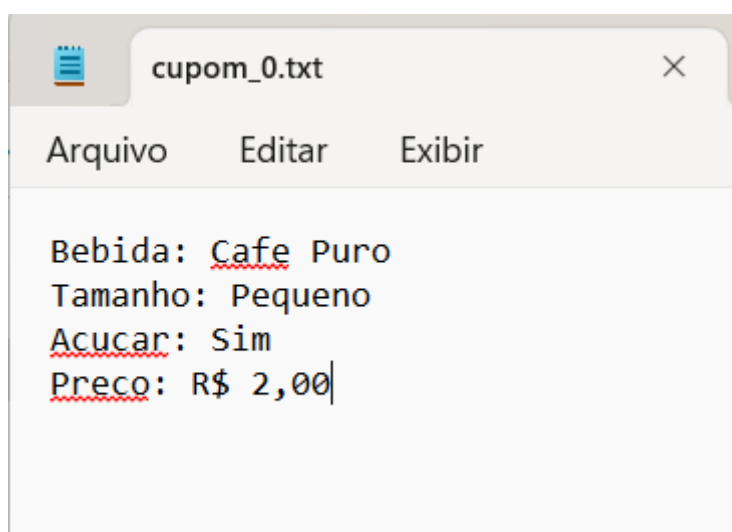 cupom_0.txt
Arquivo Editar Exibir
Bebida: Cafe Puro
Tamanho: Pequeno
Acucar: Sim
Preco: R$ 2,00